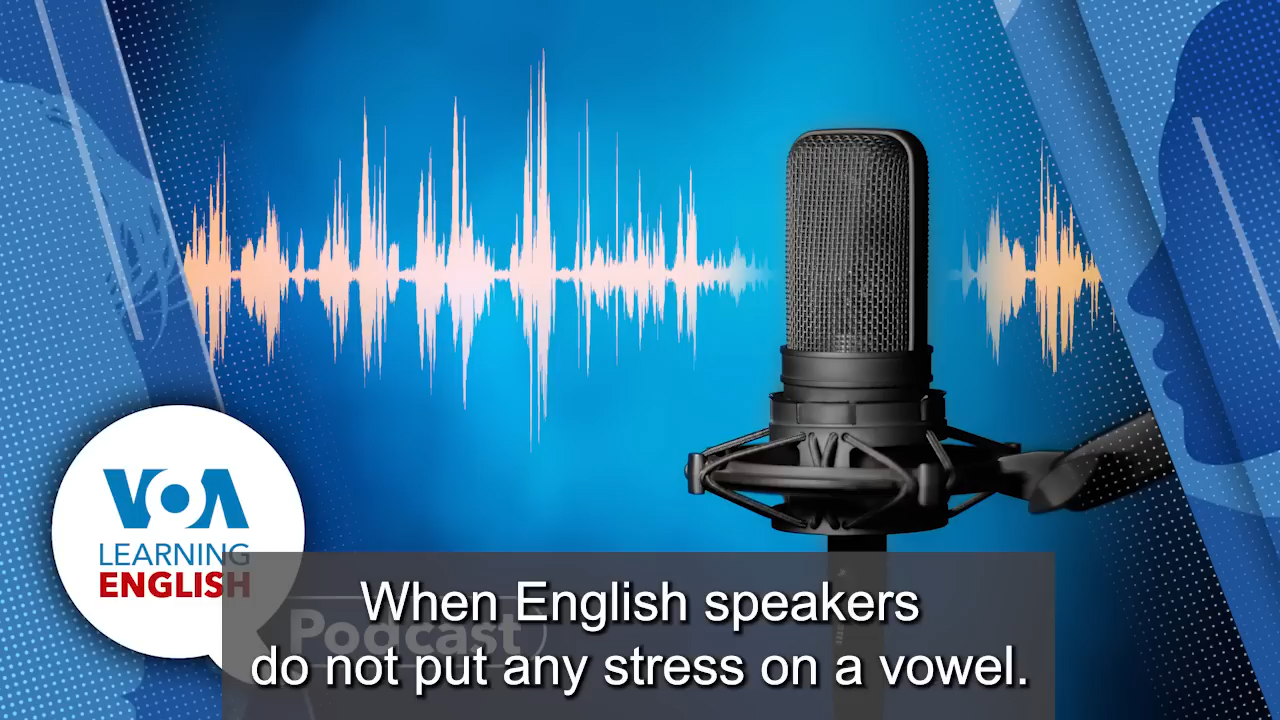 VOA
LEARNING
ENGLISH
Podcast
When English speakers
do not put any stress on a vowel.